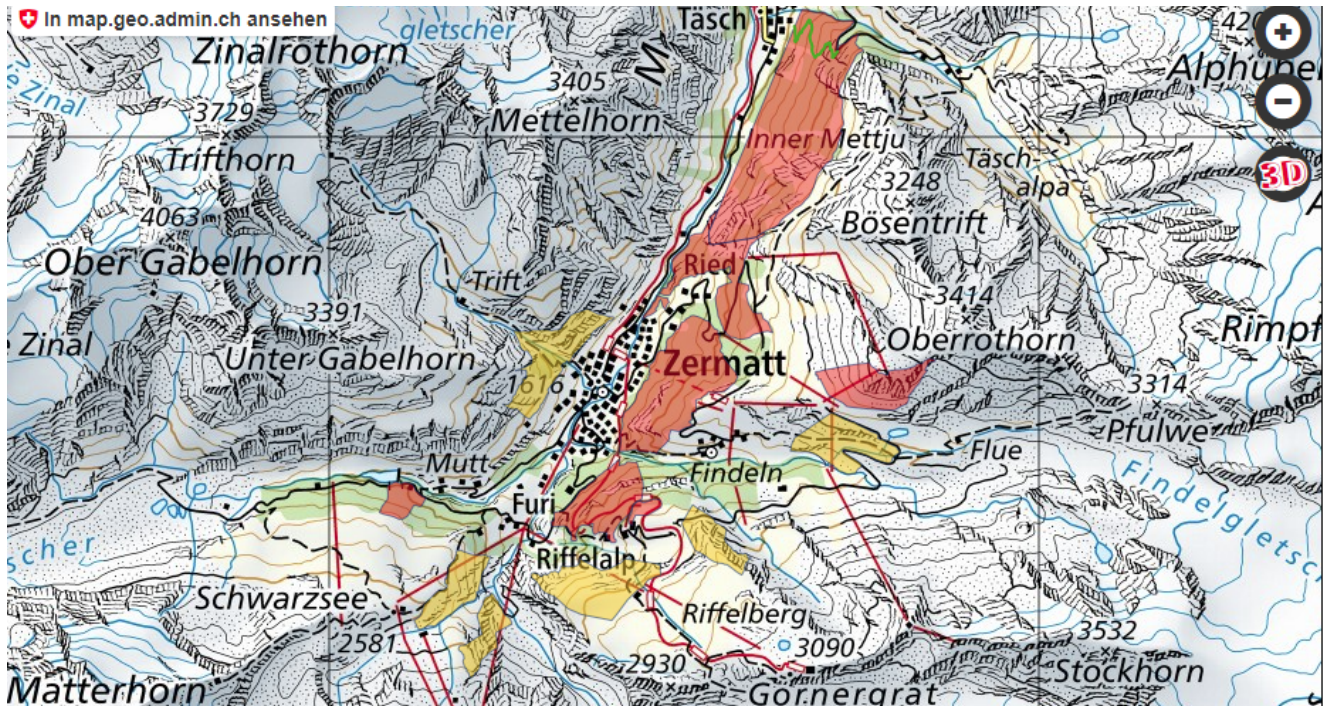 In map.geo.admin.ch ansehen
Täsch
gletscher
Zinalrothorn
3405
Alphubel
Zinal
3729
Mettelhorn
Inner Mettju
Täsch-
alpa
3D
Trifthorn
3248
4063
Bösentrift
Ober Gabelhorn
Ried
Trift
3414
3391
Oberrothorn
Rimpf
Zinal
Unter Gabelhorn
Zermatt
1616
3314
Pfulwe
Mutt
Findeln
Flue
Furi
Findelgletsc
scher
Riffelalp
Schwarzsee
Riffelberg
2581
3532
3090
2930
Stockhorn
Matterhorn
Gornergrat